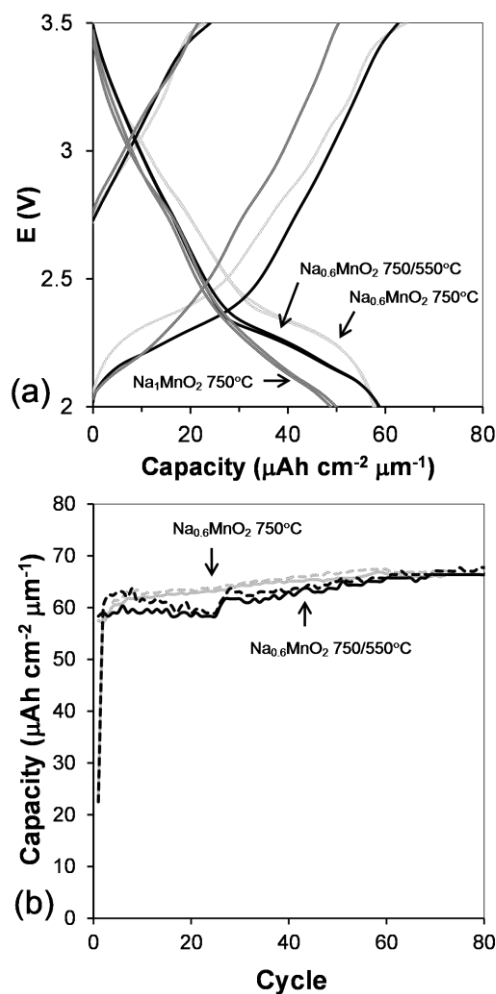 3.5
3
2.5
2
E (V)
Na0.6MnO2 750/550°C
Na0.6MnO2 750°C
Na1MnO2 750°C
(a)
0 20 40 60 80
Capacity (μAh cm-2 μm-1)
80
70
60
50
40
30
20
10
0
Capacity (μAh cm-2 μm-1)
Na0.6MnO2 750°C
Na0.6MnO2 750/550°C
(b)
0 20 40 60 80
Cycle